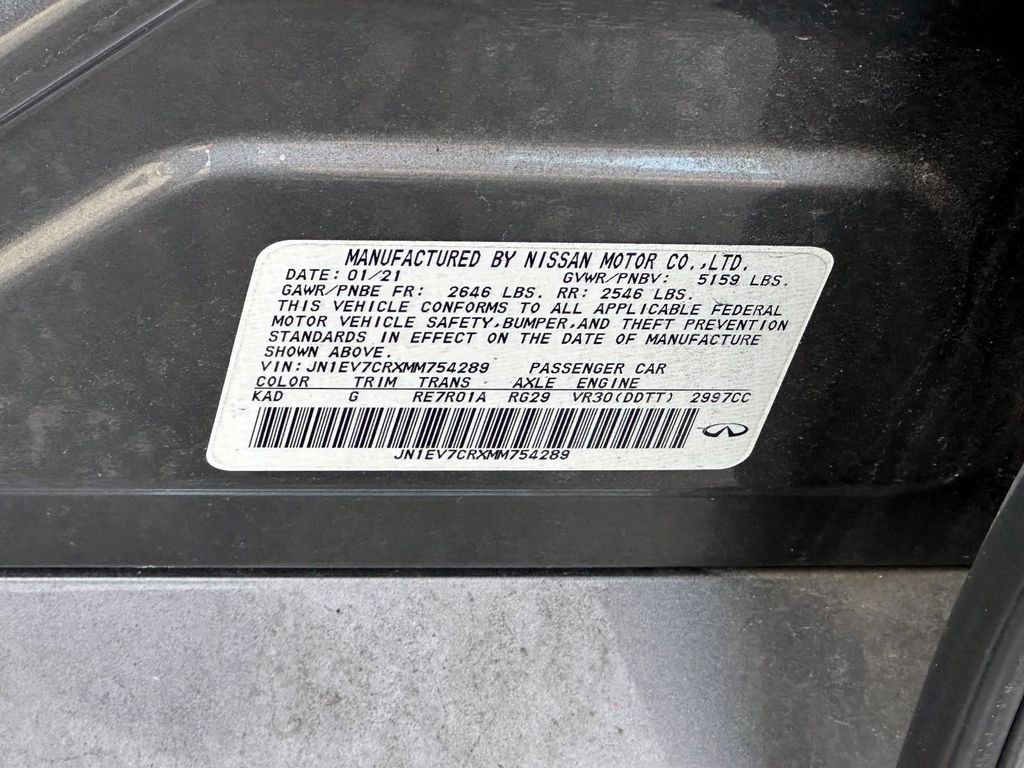 MANUFACTURED BY NISSAN MOTOR CO.,LTD.
DATE: 01/21 GVWR/PNBV: 5159 LBS.
GAWR/PNBE FR: 2646 LBS. RR: 2546 LBS.
THIS VEHICLE CONFORMS TO ALL APPLICABLE FEDERAL
MOTOR VEHICLE SAFETY,BUMPER,AND THEFT PREVENTION
STANDARDS IN EFFECT ON THE DATE OF MANUFACTURE
SHOWN ABOVE.
VIN:JN1EV7CRXMM754289 PASSENGER CAR
COLOR TRIM TRANS AXLE ENGINE
KAD G RE7R01A RG29 VR30(DDTT) 2997CC
JN1EV7CRXMM754289